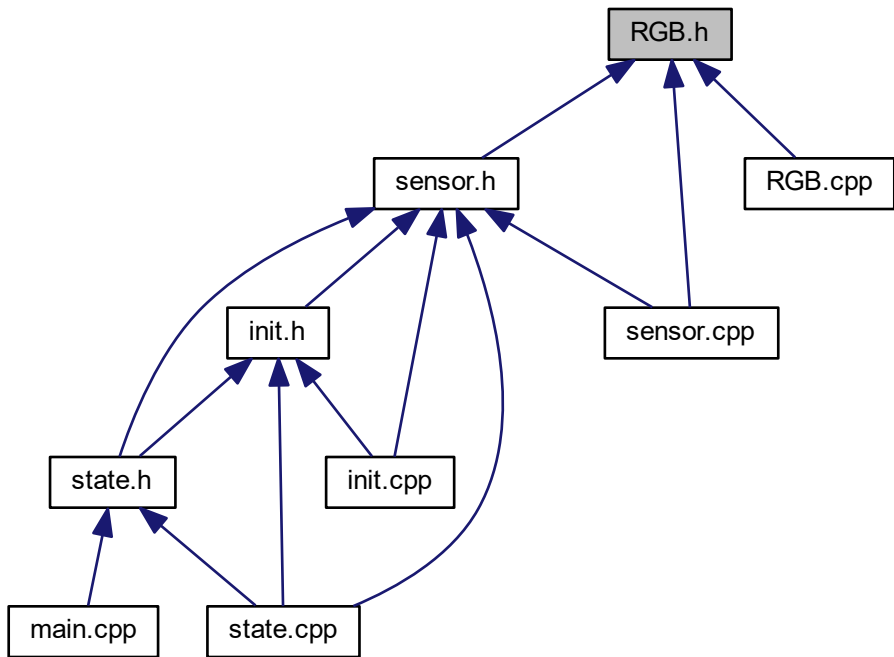 RGB.h
sensor.h
RGB.cpp
init.h
sensor.cpp
state.h
init.cpp
main.cpp
state.cpp